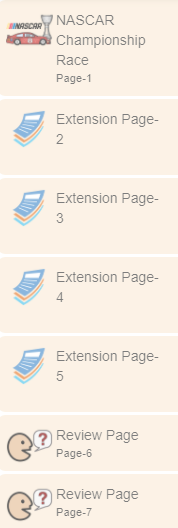 NASCAR
NASCAR
Championship
Race
Page-1
Extension Page-
2
Extension Page-
3
Extension Page-
4
Extension Page-
5
Review Page
Page-6
Review Page
Page-7